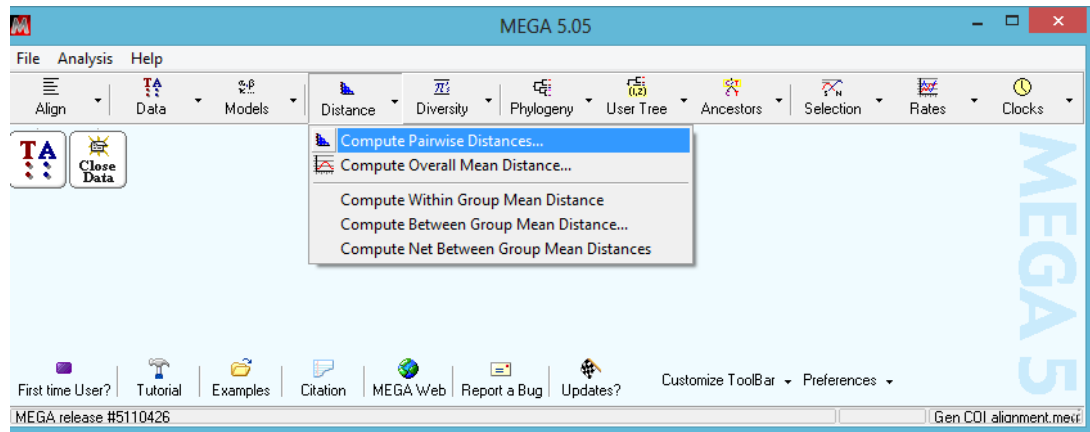 MEGA 5.05
File Analysis Help
Align Data Models Distance Diversity Phylogeny User Tree Ancestors Selection Rates Clocks
TA Close Data
Compute Pairwise Distances...
Compute Overall Mean Distance...
Compute Within Group Mean Distance
Compute Between Group Mean Distance...
Compute Net Between Group Mean Distances
MEGA 5
First time User? Tutorial Examples Citation MEGA Web Report a Bug Updates? Customize ToolBar Preferences
MEGA release #5110426 Gen COI alignment.meg